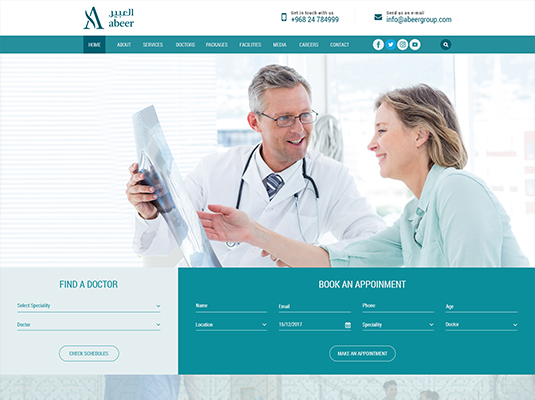 العبير
abeer
Get in touch with us
+968 24 784999
Send us an e-mail
info@abeergroup.com
HOME ABOUT SERVICES DOCTORS PACKAGES FACILITIES MEDIA CAREERS CONTACT
FIND A DOCTOR
Select Speciality
Doctor
CHECK SCHEDULES
BOOK AN APPOINMENT
Name Email Phone Age
Location 15/12/2017 Speciality Doctor
MAKE AN APPOINTMENT